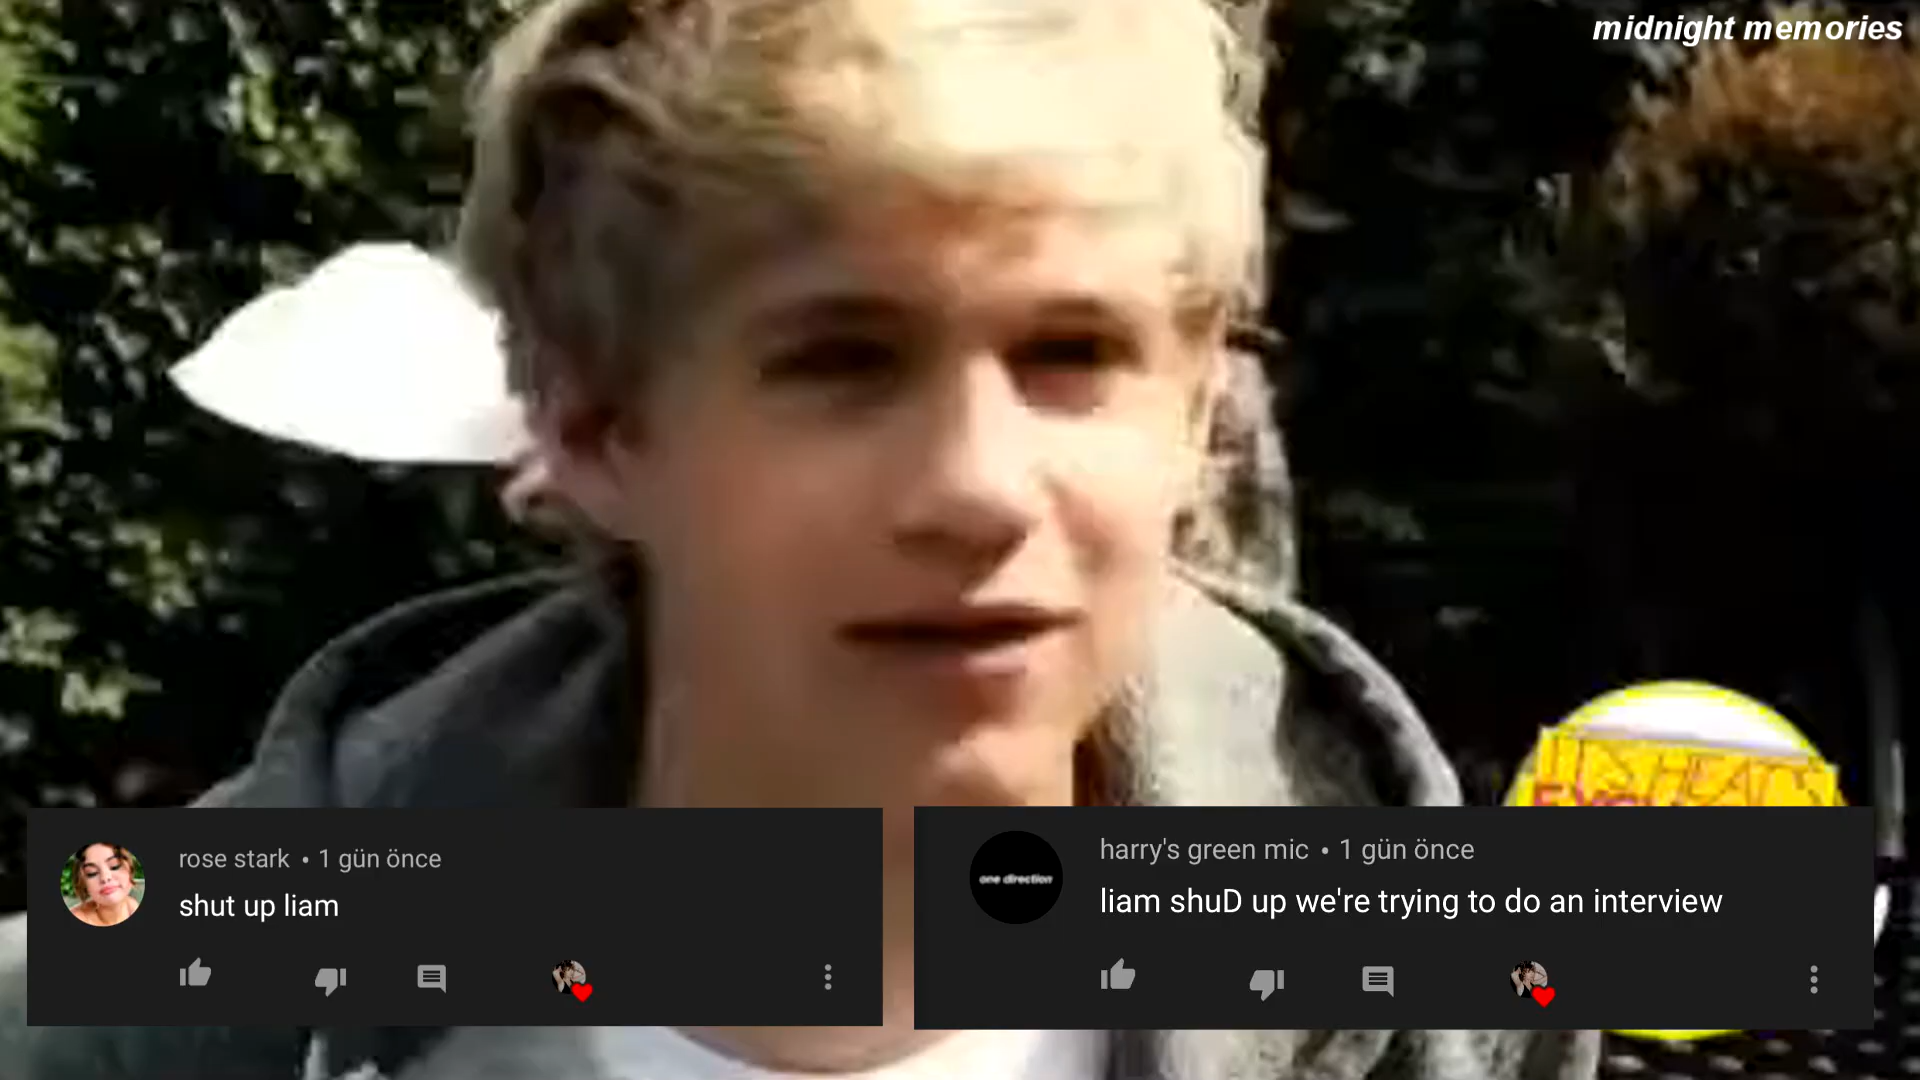 midnight memories
rose stark • 1 gün önce
shut up liam
one direction
harry's green mic • 1 gün önce
liam shuD up we're trying to do an interview